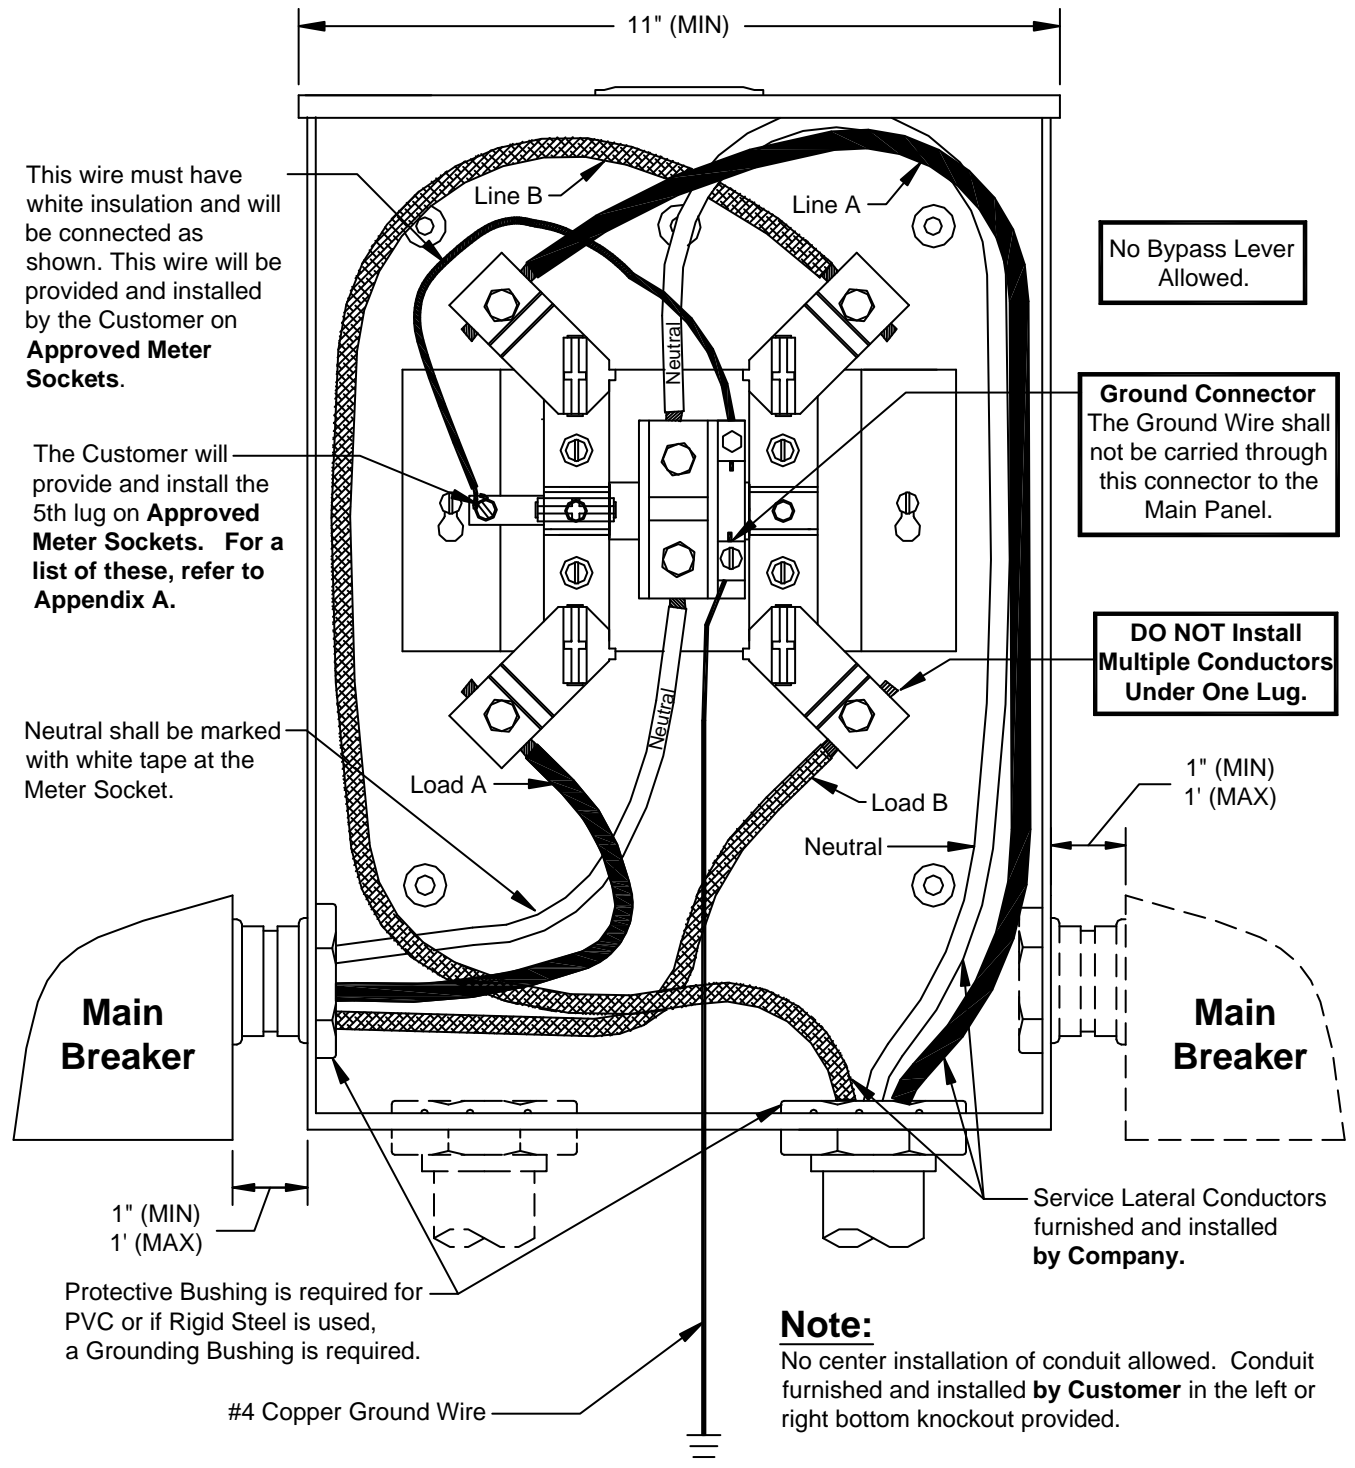 11" (MIN)
This wire must have
white insulation and will
be connected as
shown. This wire will be
provided and installed
by the Customer on
Approved Meter
Sockets.
Line B
Line A
No Bypass Lever
Allowed.
Neutral
Ground Connector
The Ground Wire shall
not be carried through
this connector to the
Main Panel.
The Customer will
provide and install the
5th lug on Approved
Meter Sockets. For a
list of these, refer to
Appendix A.
DO NOT Install
Multiple Conductors
Under One Lug.
Neutral
Neutral shall be marked
with white tape at the
Meter Socket.
Load A
Load B
1" (MIN)
1' (MAX)
Neutral
Main
Breaker
Main
Breaker
1" (MIN)
1' (MAX)
Service Lateral Conductors
furnished and installed
by Company.
Protective Bushing is required for
PVC or if Rigid Steel is used,
a Grounding Bushing is required.
#4 Copper Ground Wire
Note:
No center installation of conduit allowed. Conduit
furnished and installed by Customer in the left or
right bottom knockout provided.